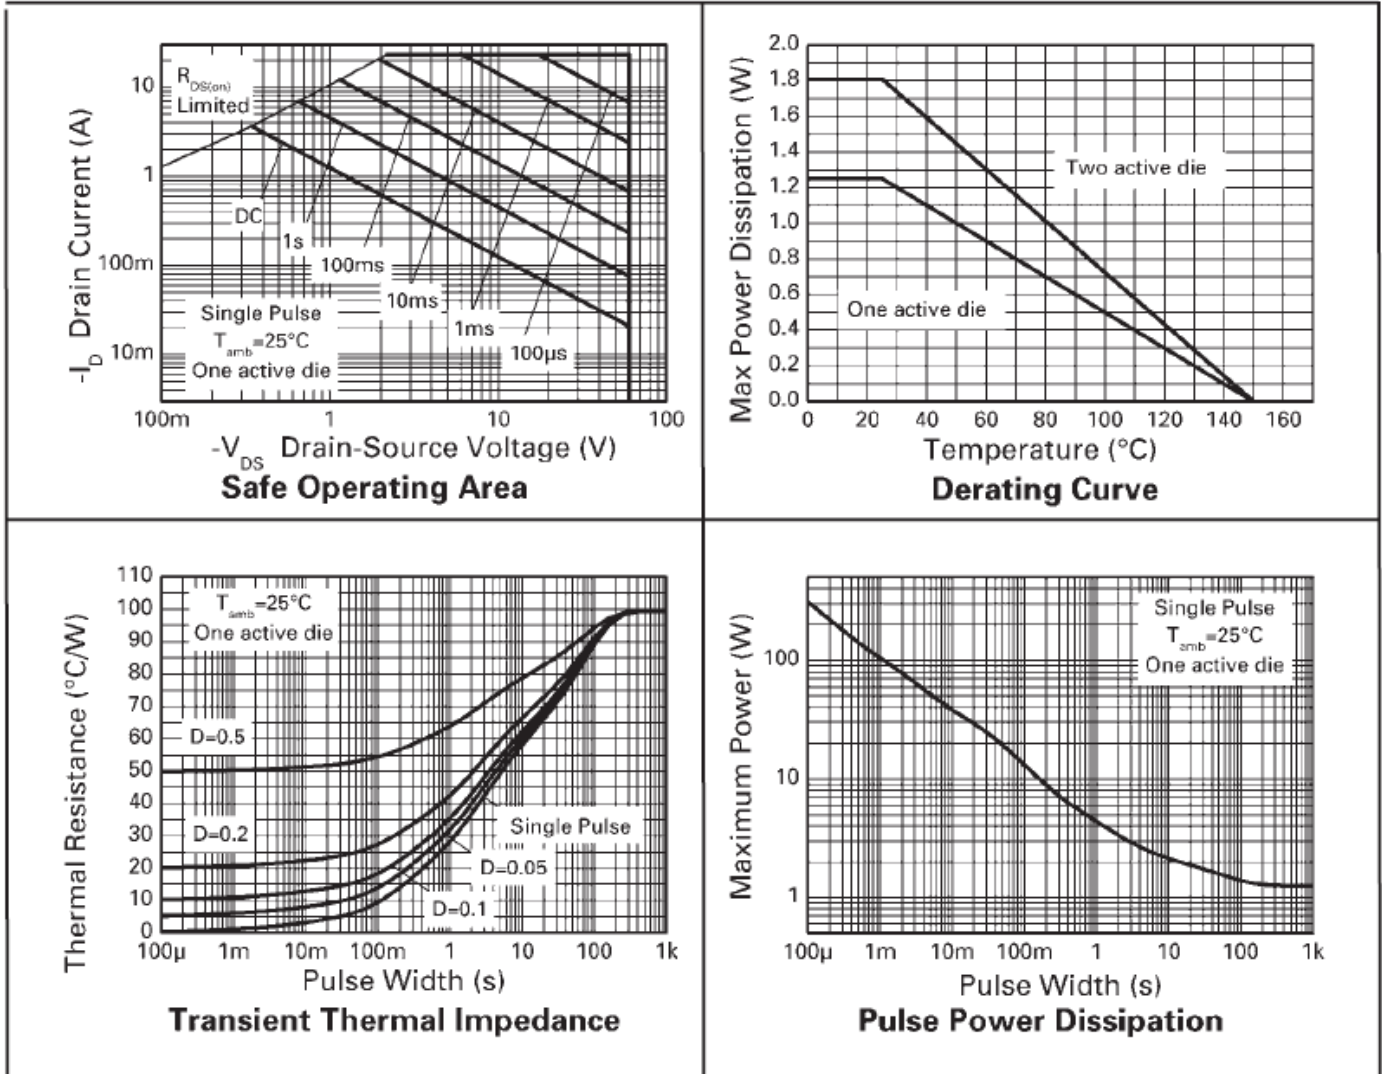 10
1
100m
10m
-I_D Drain Current (A)
R_DS(on)
Limited
DC
1s
100ms
10ms
1ms
100µs
Single Pulse
T_amb=25°C
One active die
100m 1 10 100
-V_DS Drain-Source Voltage (V)
Safe Operating Area
2.0
1.8
1.6
1.4
1.2
1.0
0.8
0.6
0.4
0.2
0.0
Max Power Dissipation (W)
Two active die
One active die
0 20 40 60 80 100 120 140 160
Temperature (°C)
Derating Curve
110
100
90
80
70
60
50
40
30
20
10
0
Thermal Resistance (°C/W)
T_amb=25°C
One active die
D=0.5
D=0.2
Single Pulse
D=0.05
D=0.1
100µ 1m 10m 100m 1 10 100 1k
Pulse Width (s)
Transient Thermal Impedance
100
10
1
Maximum Power (W)
Single Pulse
T_amb=25°C
One active die
100µ 1m 10m 100m 1 10 100 1k
Pulse Width (s)
Pulse Power Dissipation